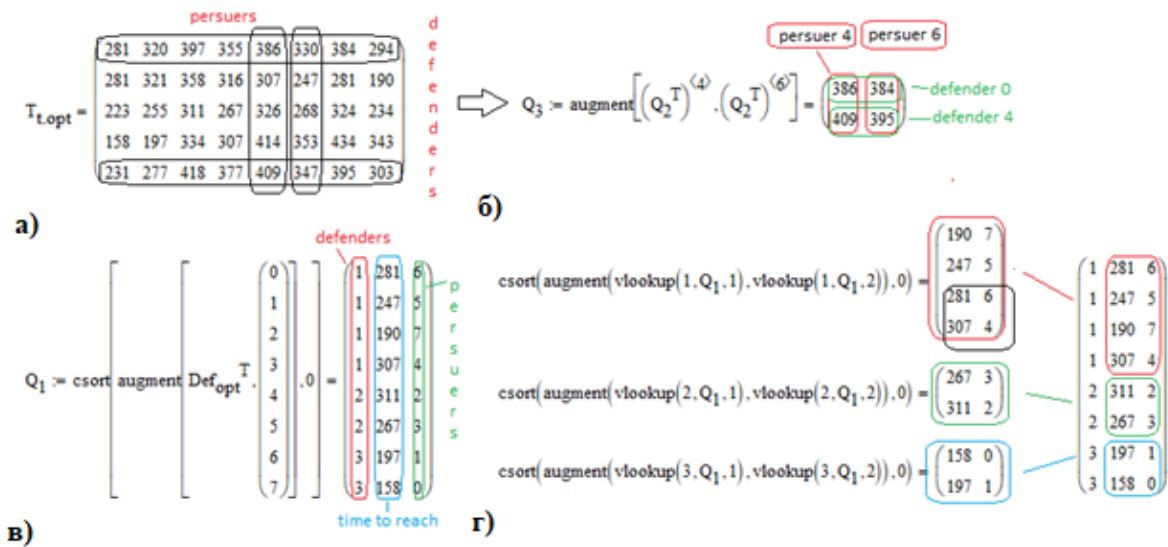 persuers
281 320 397 355 386 330 384 294
281 321 358 316 307 247 281 190
T_t.opt = 223 255 311 267 326 268 324 234
158 197 334 307 414 353 434 343
231 277 418 377 409 347 395 303
defenders
а)
persuer 4 persuer 6
Q_3 := augment[(Q_2^T)^<4>, (Q_2^T)^<6>] =
386 384
409 395
defender 0
defender 4
б)
defenders
Q_1 := csort[augment[Def_opt^T, (0 1 2 3 4 5 6 7)], 0] =
1 281 6
1 247 5
1 190 7
1 307 4
2 311 2
2 267 3
3 197 1
3 158 0
persuers
time to reach
в)
csort(augment(vlookup(1,Q_1,1),vlookup(1,Q_1,2)),0) =
190 7
247 5
281 6
307 4
csort(augment(vlookup(2,Q_1,1),vlookup(2,Q_1,2)),0) =
267 3
311 2
csort(augment(vlookup(3,Q_1,1),vlookup(3,Q_1,2)),0) =
158 0
197 1
1 281 6
1 247 5
1 190 7
1 307 4
2 311 2
2 267 3
3 197 1
3 158 0
г)